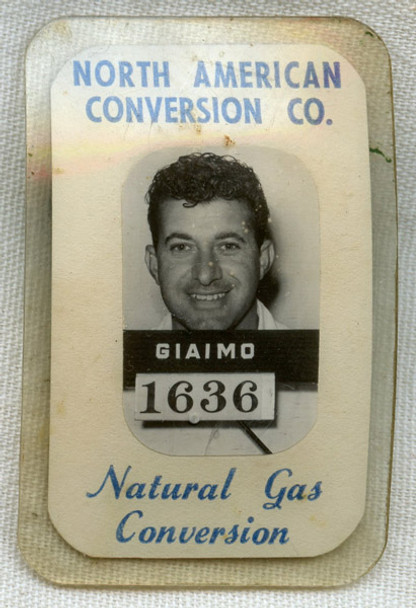 NORTH AMERICAN
CONVERSION CO.
GIAIMO
1636
Natural Gas
Conversion